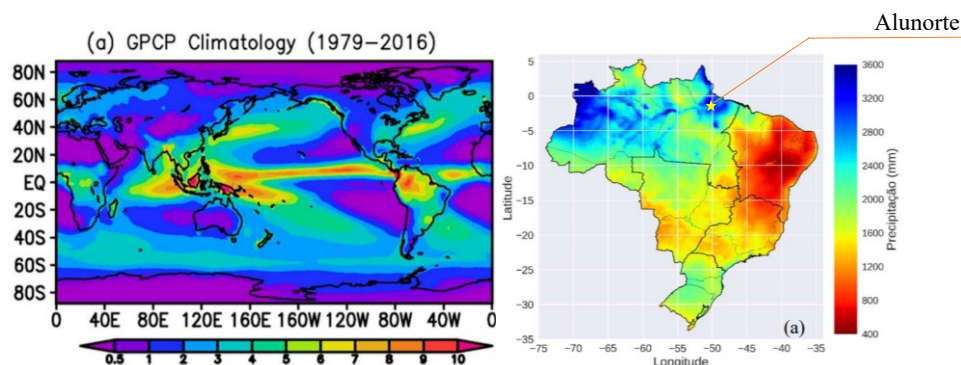 Alunorte
(a) GPCP Climatology (1979-2016)
80N
60N
40N
20N
EQ
20S
40S
60S
80S
0 40E 80E 120E 160E 160W 120W 80W 40W 0
0.5 1 2 3 4 5 6 7 8 9 10
5
0
−5
−10
−15
−20
−25
−30
−35
−75 −70 −65 −60 −55 −50 −45 −40 −35
Latitude
Longitude
(a)
3600
3200
2800
2400
2000
1600
1200
800
400
Precipitação (mm)